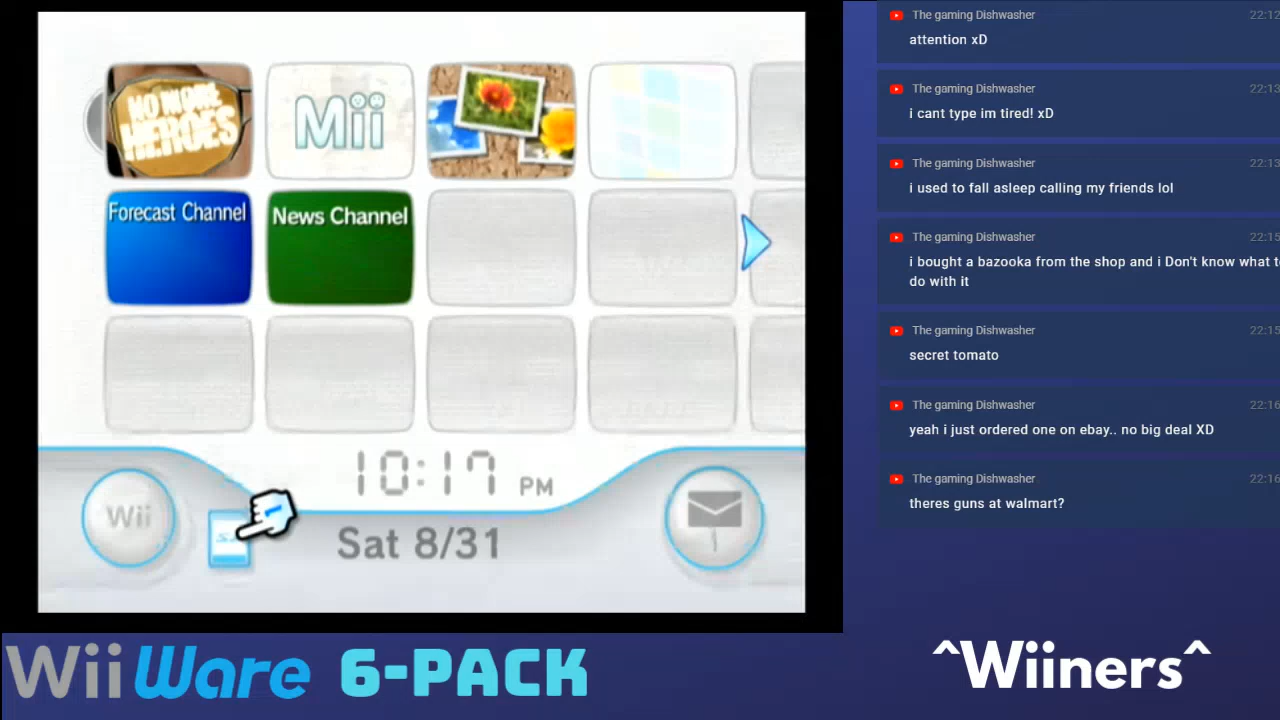 NO MORE
HEROES
Mii
Forecast Channel
News Channel
10:17 PM
Sat 8/31
Wii
WiiWare 6-PACK
^Wiiners^
The gaming Dishwasher 22:12
attention xD
The gaming Dishwasher 22:13
i cant type im tired! xD
The gaming Dishwasher 22:13
i used to fall asleep calling my friends lol
The gaming Dishwasher 22:15
i bought a bazooka from the shop and i Don't know what t
do with it
The gaming Dishwasher 22:15
secret tomato
The gaming Dishwasher 22:16
yeah i just ordered one on ebay.. no big deal XD
The gaming Dishwasher 22:16
theres guns at walmart?